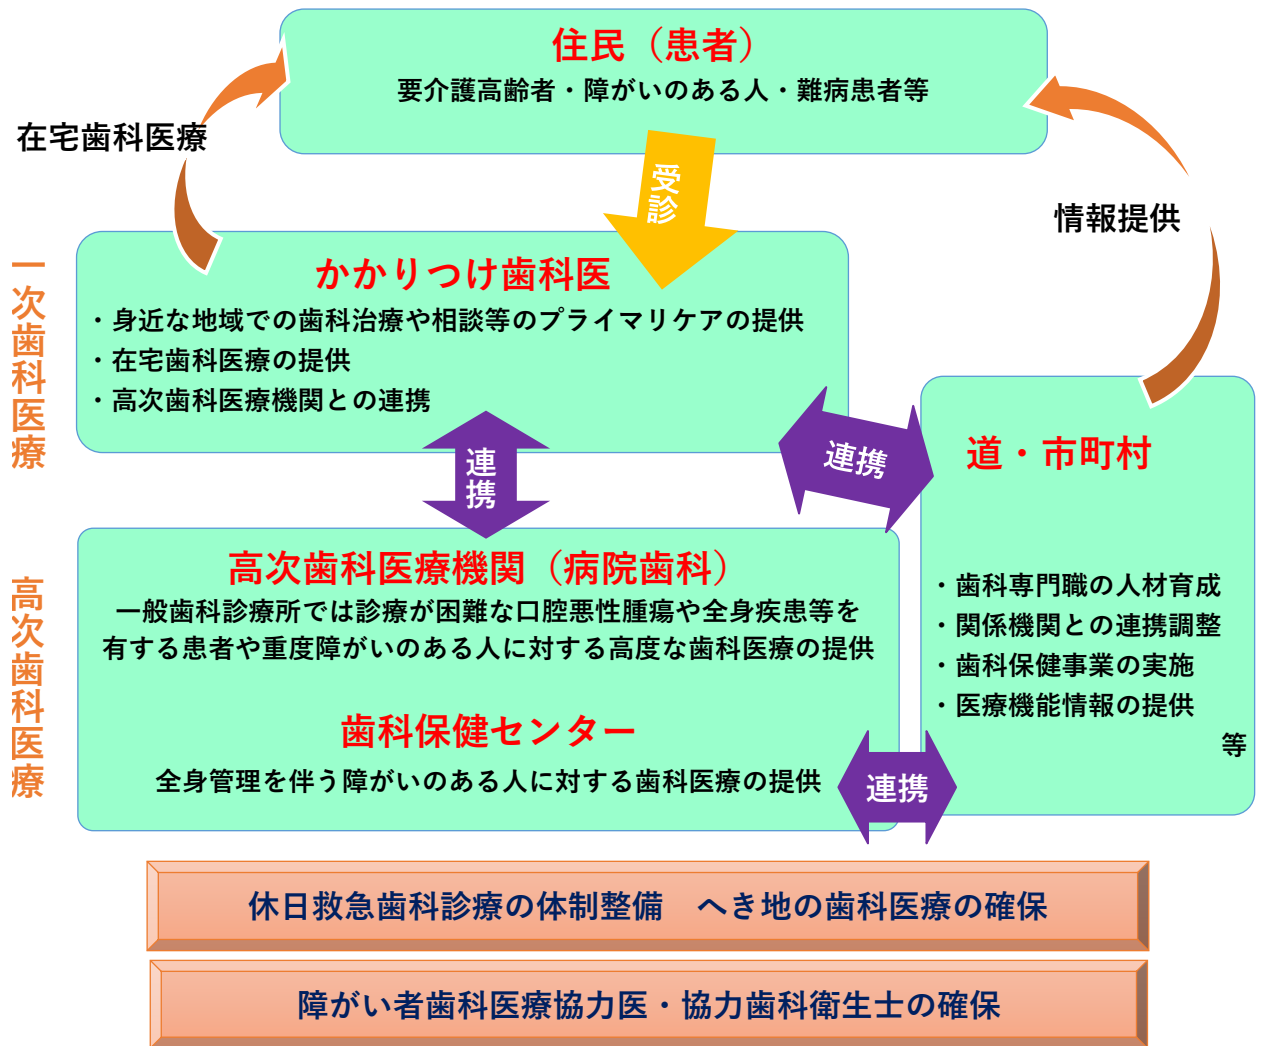 住民（患者）
要介護高齢者・障がいのある人・難病患者等
在宅歯科医療
受診
情報提供
一次歯科医療
かかりつけ歯科医
・身近な地域での歯科治療や相談等のプライマリケアの提供
・在宅歯科医療の提供
・高次歯科医療機関との連携
連携
連携
道・市町村
・歯科専門職の人材育成
・関係機関との連携調整
・歯科保健事業の実施
・医療機能情報の提供
等
高次歯科医療
高次歯科医療機関（病院歯科）
一般歯科診療所では診療が困難な口腔悪性腫瘍や全身疾患等を
有する患者や重度障がいのある人に対する高度な歯科医療の提供
歯科保健センター
全身管理を伴う障がいのある人に対する歯科医療の提供
連携
休日救急歯科診療の体制整備　へき地の歯科医療の確保
障がい者歯科医療協力医・協力歯科衛生士の確保